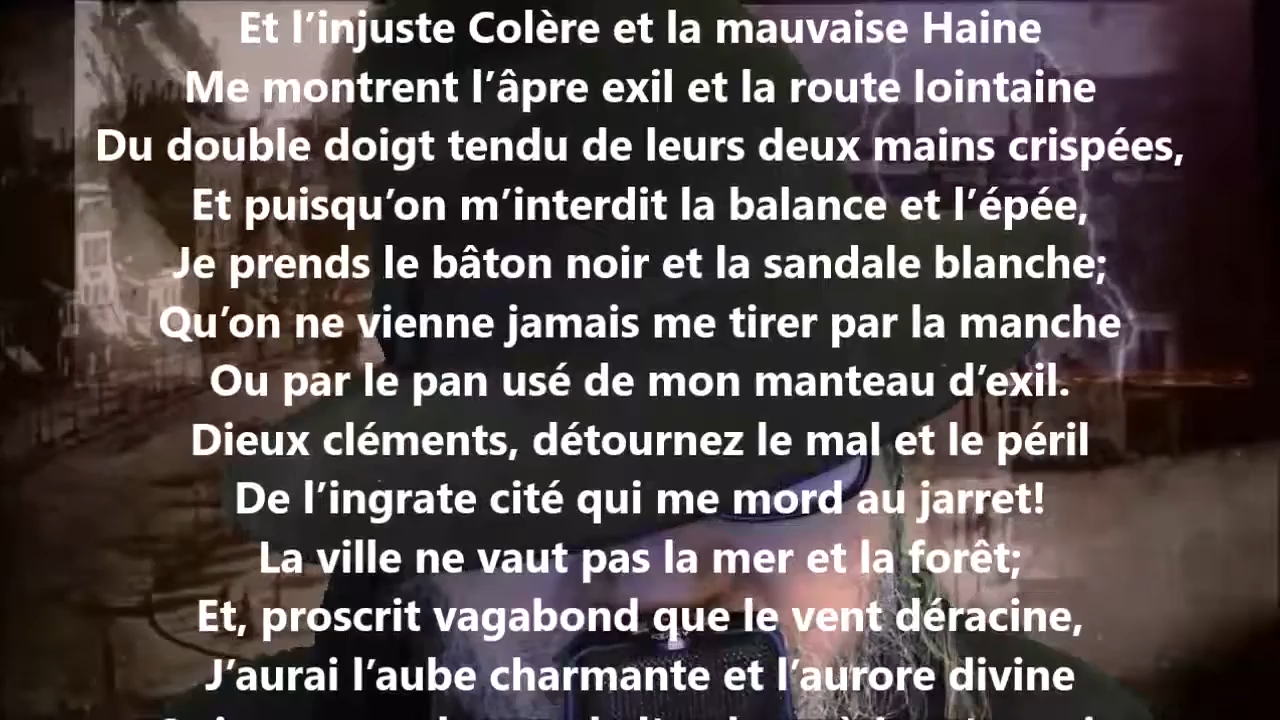 Et l’injuste Colère et la mauvaise Haine
Me montrent l’âpre exil et la route lointaine
Du double doigt tendu de leurs deux mains crispées,
Et puisqu’on m’interdit la balance et l’épée,
Je prends le bâton noir et la sandale blanche;
Qu’on ne vienne jamais me tirer par la manche
Ou par le pan usé de mon manteau d’exil.
Dieux cléments, détournez le mal et le péril
De l’ingrate cité qui me mord au jarret!
La ville ne vaut pas la mer et la forêt;
Et, proscrit vagabond que le vent déracine,
J’aurai l’aube charmante et l’aurore divine